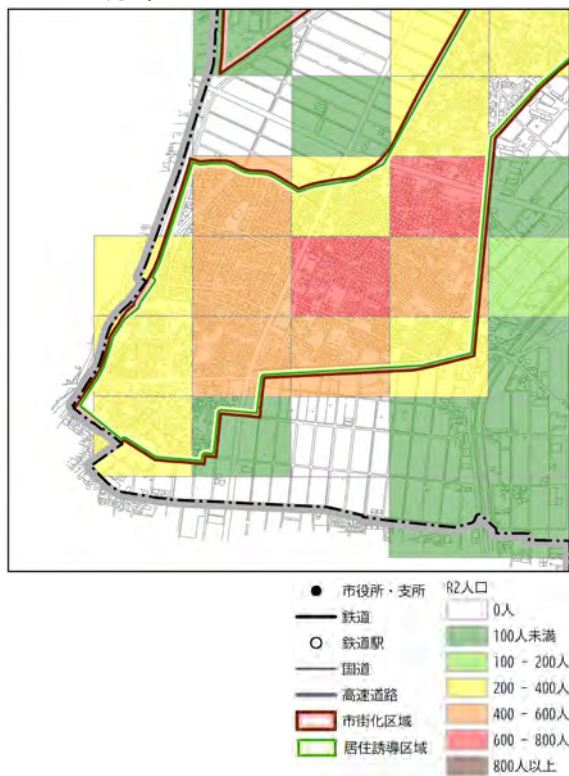 市役所・支所
鉄道
鉄道駅
国道
高速道路
市街化区域
居住誘導区域
R2人口
0人
100人未満
100 - 200人
200 - 400人
400 - 600人
600 - 800人
800人以上